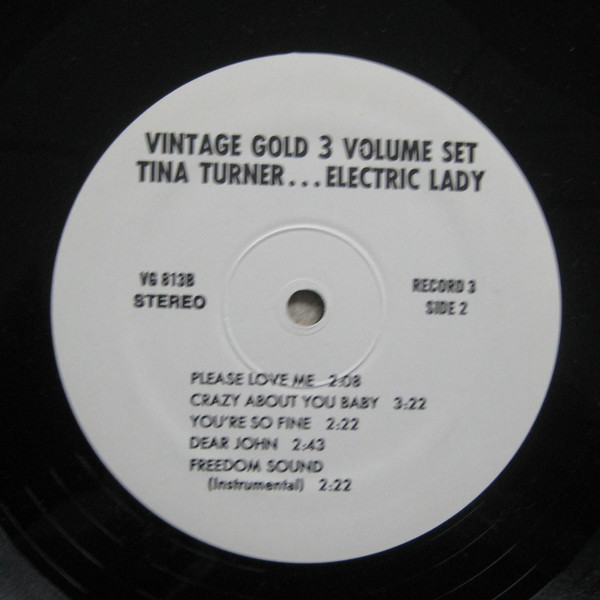 VINTAGE GOLD 3 VOLUME SET
TINA TURNER...ELECTRIC LADY
VG 813B
STEREO
RECORD 3
SIDE 2
PLEASE LOVE ME 2:08
CRAZY ABOUT YOU BABY 3:22
YOU'RE SO FINE 2:22
DEAR JOHN 2:43
FREEDOM SOUND
(Instrumental) 2:22